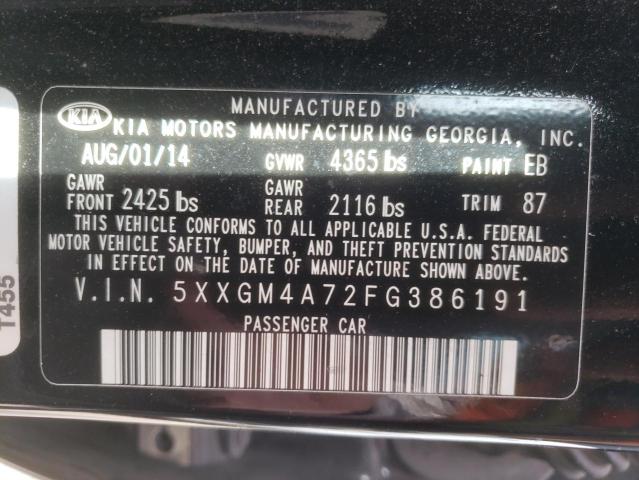 MANUFACTURED BY
KIA KIA MOTORS MANUFACTURING GEORGIA, INC.
AUG/01/14 GVWR 4365 lbs PAINT EB
GAWR FRONT 2425 lbs GAWR REAR 2116 lbs TRIM 87
THIS VEHICLE CONFORMS TO ALL APPLICABLE U.S.A. FEDERAL
MOTOR VEHICLE SAFETY, BUMPER, AND THEFT PREVENTION STANDARDS
IN EFFECT ON THE DATE OF MANUFACTURE SHOWN ABOVE.
V.I.N. 5XXGM4A72FG386191
PASSENGER CAR
T455